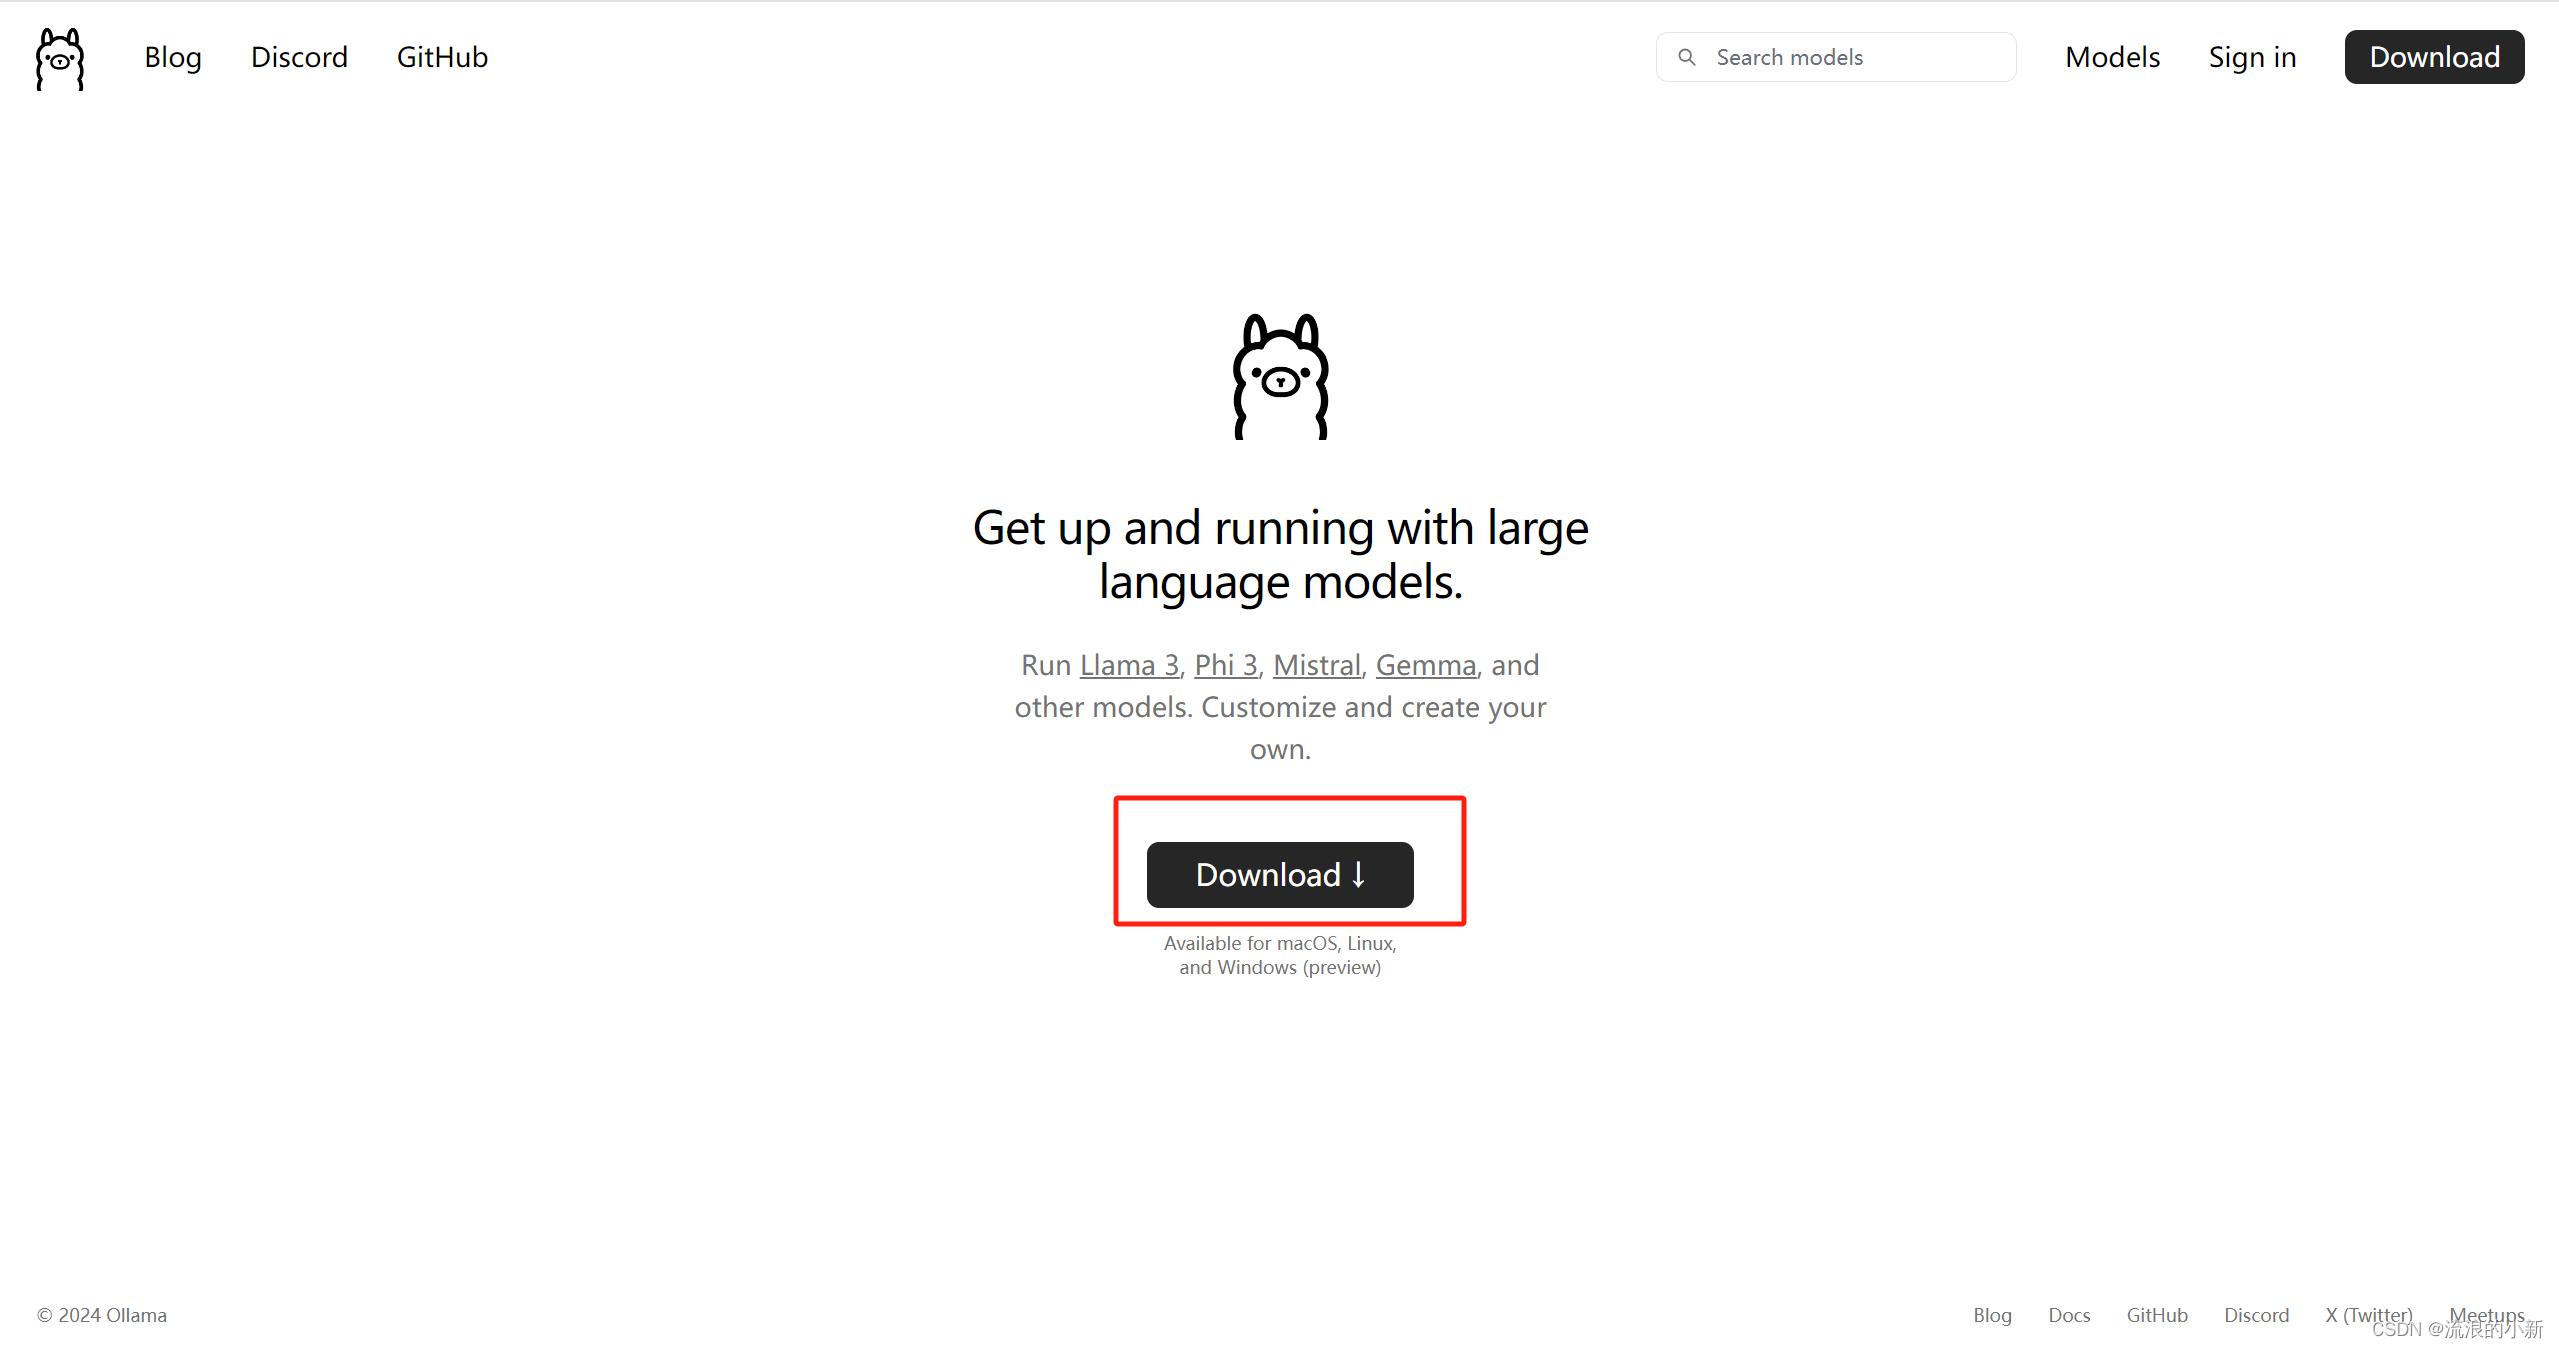 Blog Discord GitHub Search models Models Sign in Download
Get up and running with large
language models.
Run Llama 3, Phi 3, Mistral, Gemma, and
other models. Customize and create your
own.
Download ↓
Available for macOS, Linux,
and Windows (preview)
© 2024 Ollama Blog Docs GitHub Discord X (Twitter) Meetups
CSDN @流浪的小新